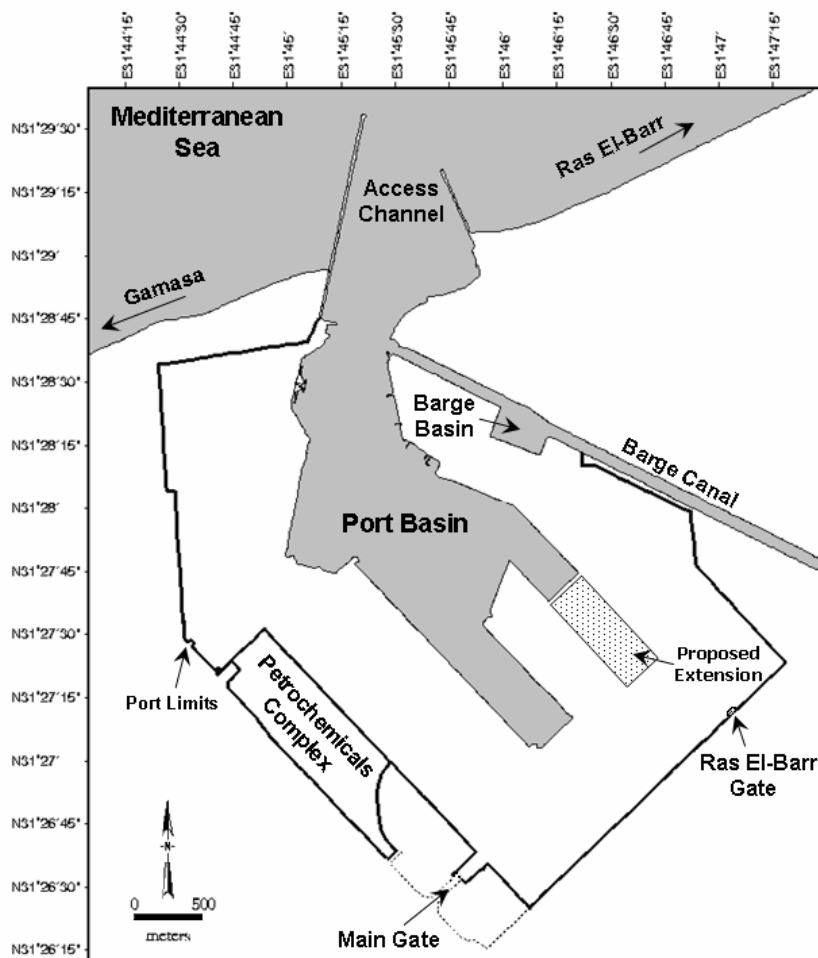 E31°44'15"
E31°44'30"
E31°44'45"
E31°45'
E31°45'15"
E31°45'30"
E31°45'45"
E31°46'
E31°46'15"
E31°46'30"
E31°46'45"
E31°47'
E31°47'15"
N31°29'30"
N31°29'15"
N31°29'
N31°28'45"
N31°28'30"
N31°28'15"
N31°28'
N31°27'45"
N31°27'30"
N31°27'15"
N31°27'
N31°26'45"
N31°26'30"
N31°26'15"
Mediterranean
Sea
Ras El-Barr
Access
Channel
Gamasa
Barge
Basin
Barge Canal
Port Basin
Proposed
Extension
Port Limits
Petrochemicals
Complex
Ras El-Barr
Gate
Main Gate
N
0 500
meters